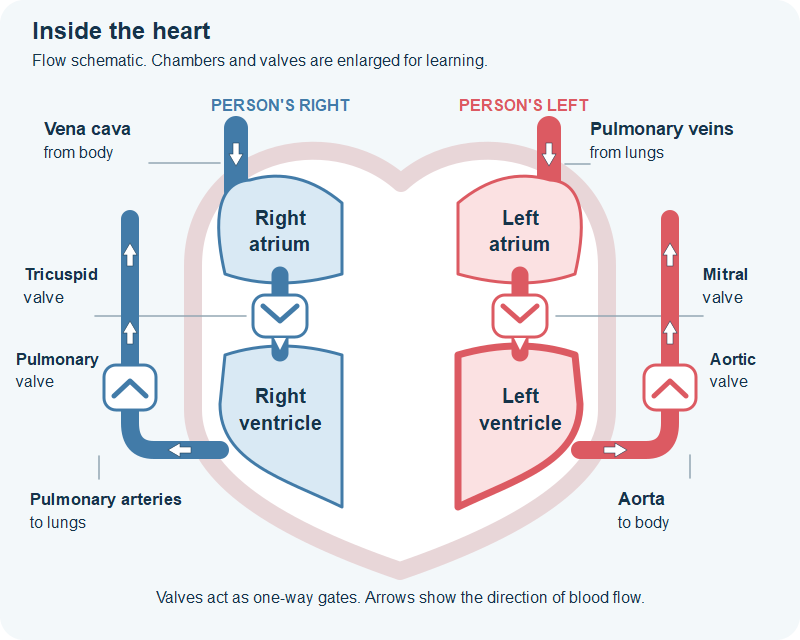 Inside the heart
Flow schematic. Chambers and valves are enlarged for learning.
PERSON'S RIGHT
PERSON'S LEFT
Vena cava
from body
Pulmonary veins
from lungs
Right
atrium
Left
atrium
Tricuspid
valve
Mitral
valve
Pulmonary
valve
Aortic
valve
Right
ventricle
Left
ventricle
Pulmonary arteries
to lungs
Aorta
to body
Valves act as one-way gates. Arrows show the direction of blood flow.